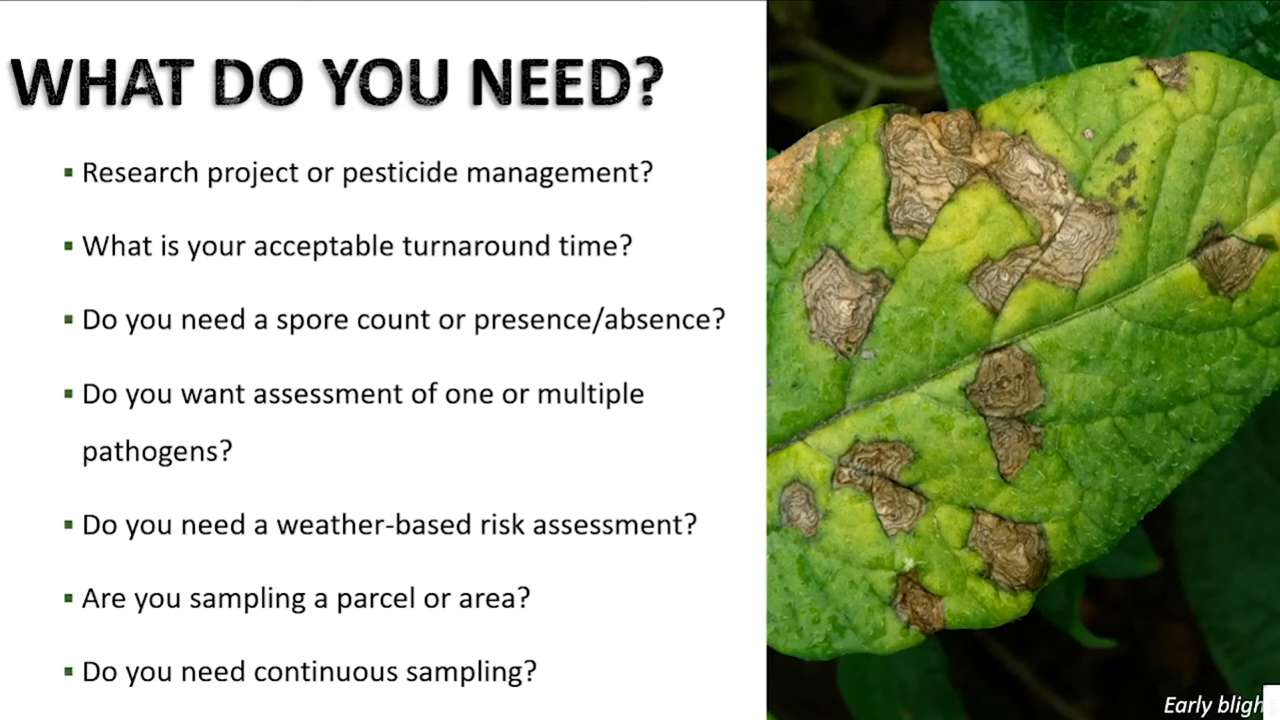 WHAT DO YOU NEED?
▪ Research project or pesticide management?
▪ What is your acceptable turnaround time?
▪ Do you need a spore count or presence/absence?
▪ Do you want assessment of one or multiple
pathogens?
▪ Do you need a weather-based risk assessment?
▪ Are you sampling a parcel or area?
▪ Do you need continuous sampling?
Early